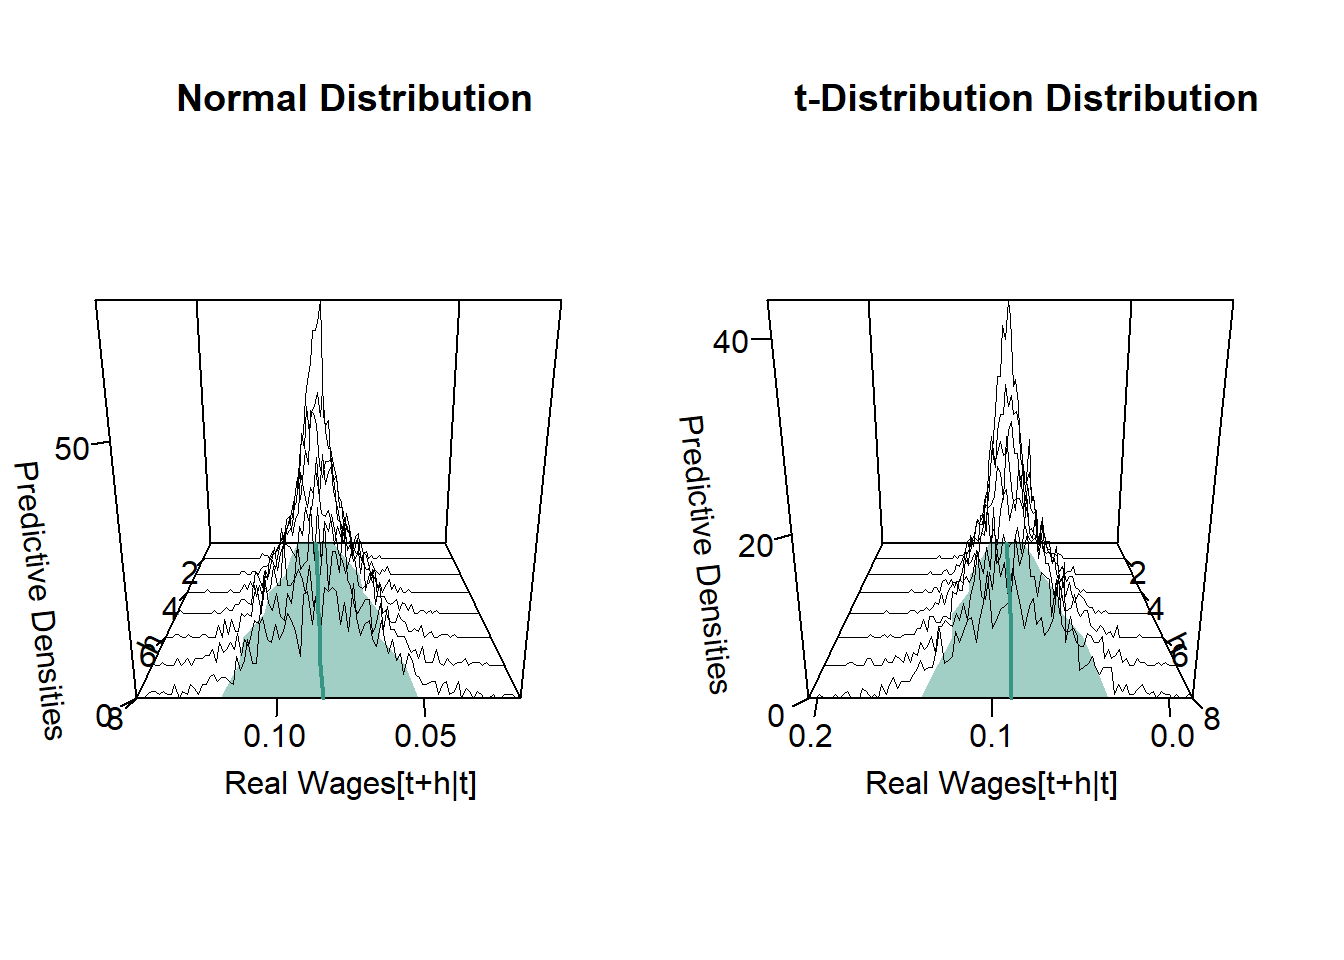 Normal Distribution
t-Distribution Distribution
50
0
Predictive Densities
2
4
h
6
8
0.10
0.05
Real Wages[t+h|t]
40
20
0
Predictive Densities
2
4
h
6
8
0.2
0.1
0.0
Real Wages[t+h|t]